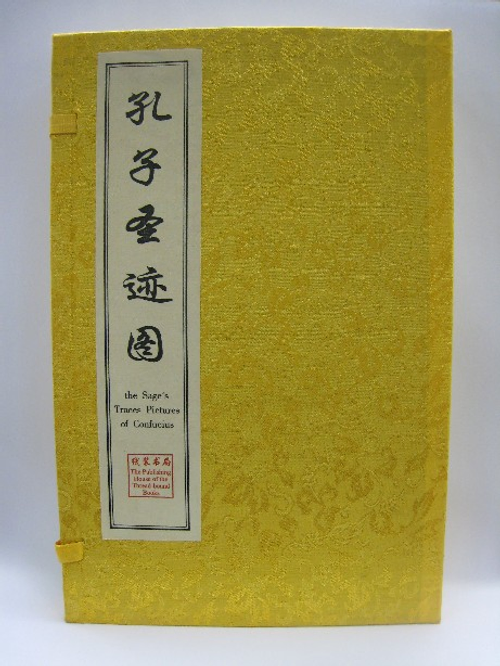 孔子圣迹图
the Sage's
Traces Pictures
of Confucius
线装书局
The Publishing
House of the
Thread-bound
Books